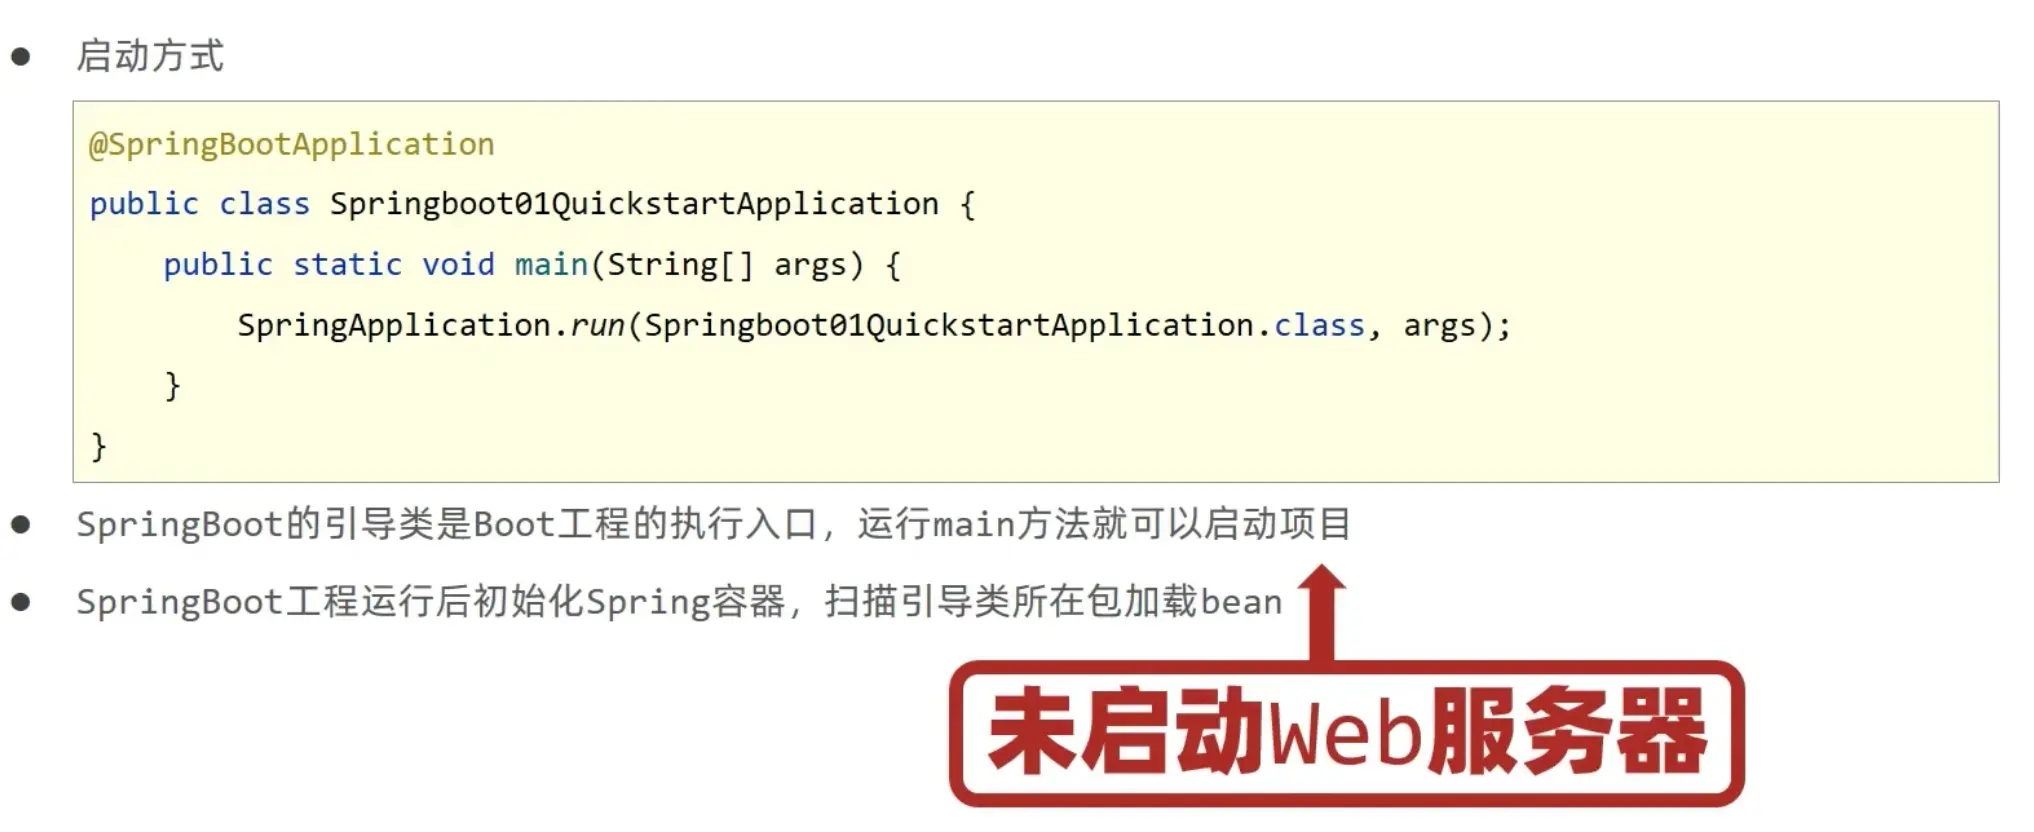 ● 启动方式
@SpringBootApplication
public class Springboot01QuickstartApplication {
    public static void main(String[] args) {
        SpringApplication.run(Springboot01QuickstartApplication.class, args);
    }
}
● SpringBoot的引导类是Boot工程的执行入口，运行main方法就可以启动项目
● SpringBoot工程运行后初始化Spring容器，扫描引导类所在包加载bean
未启动Web服务器